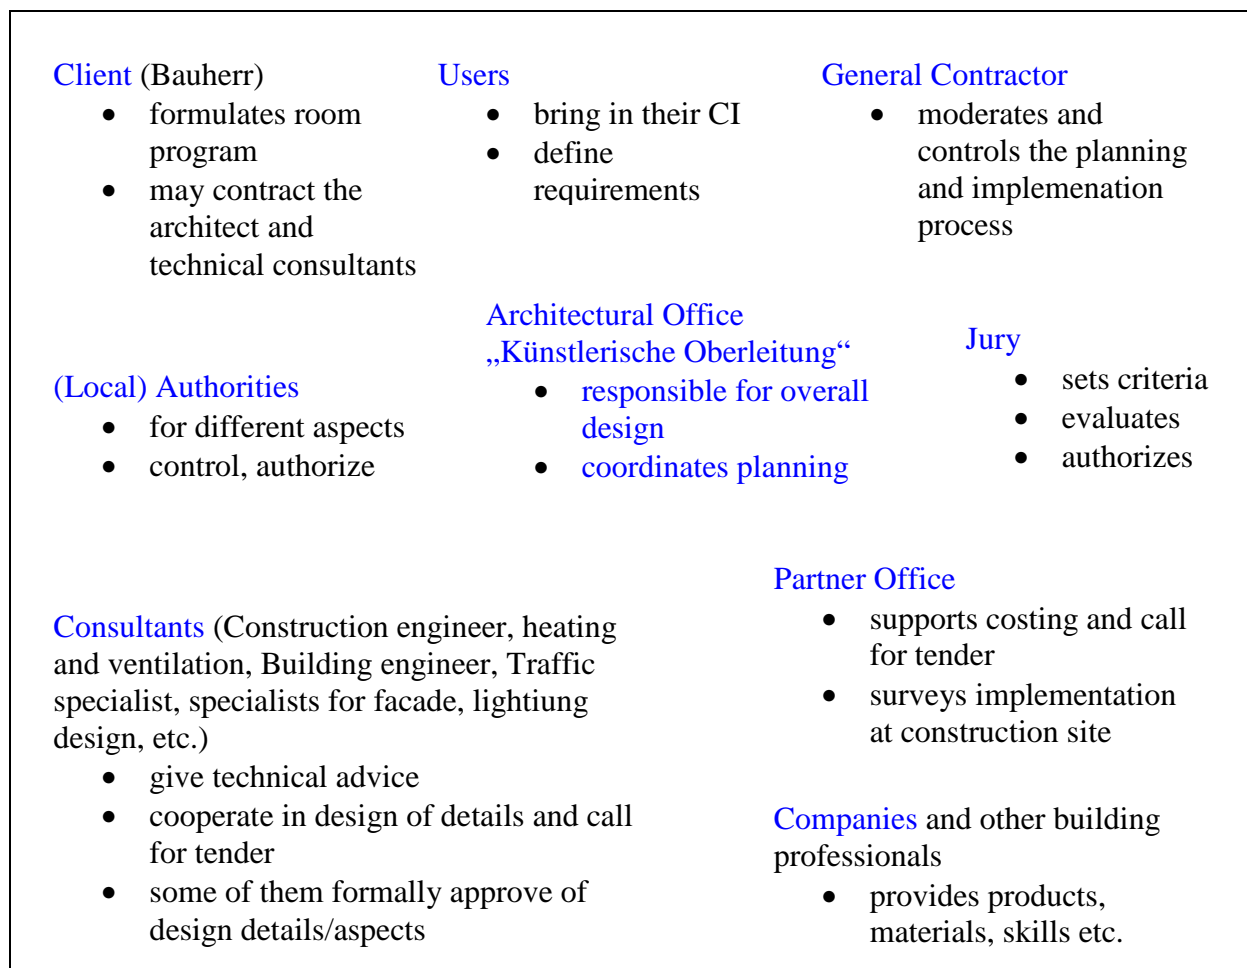 Client (Bauherr)
• formulates room
program
• may contract the
architect and
technical consultants
Users
• bring in their CI
• define
requirements
General Contractor
• moderates and
controls the planning
and implemenation
process
(Local) Authorities
• for different aspects
• control, authorize
Architectural Office
„Künstlerische Oberleitung“
• responsible for overall
design
• coordinates planning
Jury
• sets criteria
• evaluates
• authorizes
Consultants (Construction engineer, heating
and ventilation, Building engineer, Traffic
specialist, specialists for facade, lightiung
design, etc.)
• give technical advice
• cooperate in design of details and call
for tender
• some of them formally approve of
design details/aspects
Partner Office
• supports costing and call
for tender
• surveys implementation
at construction site
Companies and other building
professionals
• provides products,
materials, skills etc.